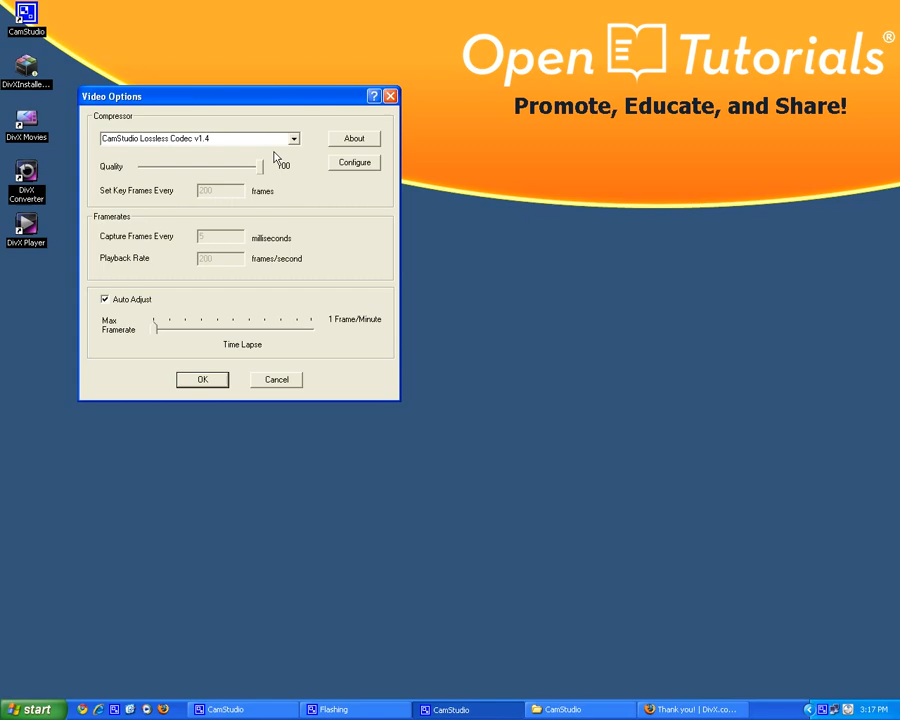 CamStudio
DivXInstalle...
DivX Movies
DivX
Converter
DivX Player
Open Tutorials®
Promote, Educate, and Share!
Video Options
Compressor
CamStudio Lossless Codec v1.4
About
Quality
100
Configure
Set Key Frames Every
200
frames
Framerates
Capture Frames Every
5
milliseconds
Playback Rate
200
frames/second
Auto Adjust
Max
Framerate
1 Frame/Minute
Time Lapse
OK
Cancel
start
CamStudio
Flashing
CamStudio
CamStudio
Thank you! | DivX.co...
3:17 PM